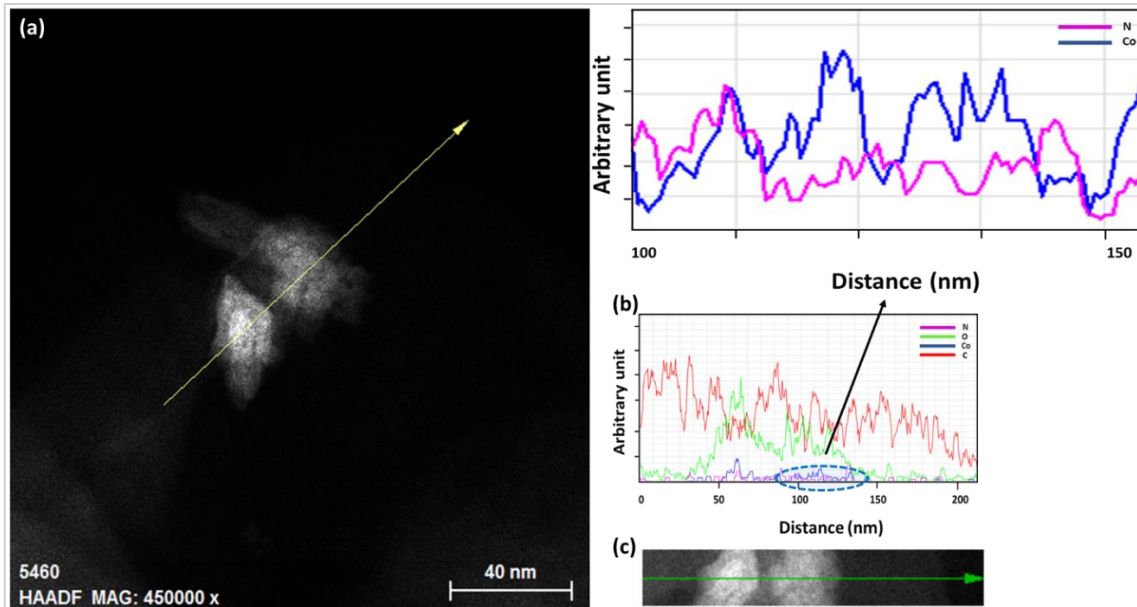 (a)
5460
HAADF MAG: 450000 x
40 nm
Arbitrary unit
N
Co
100
150
Distance (nm)
(b)
Arbitrary unit
N
O
Co
C
0
50
100
150
200
Distance (nm)
(c)